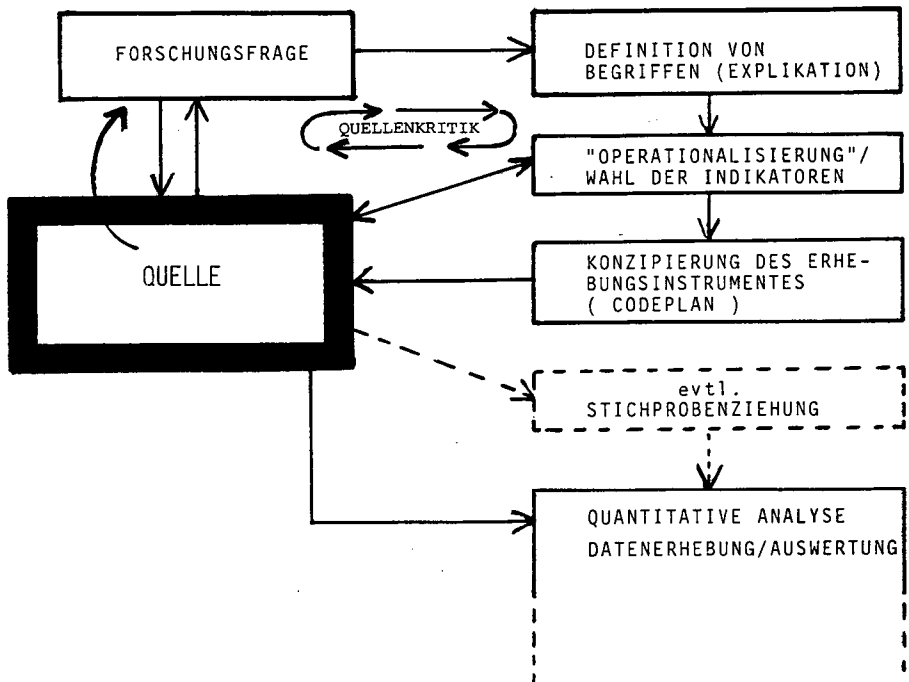 FORSCHUNGSFRAGE
DEFINITION VON
BEGRIFFEN (EXPLIKATION)
QUELLENKRITIK
"OPERATIONALISIERUNG"/
WAHL DER INDIKATOREN
QUELLE
KONZIPIERUNG DES ERHE-
BUNGSINSTRUMENTES
( CODEPLAN )
evtl.
STICHPROBENZIEHUNG
QUANTITATIVE ANALYSE
DATENERHEBUNG/AUSWERTUNG